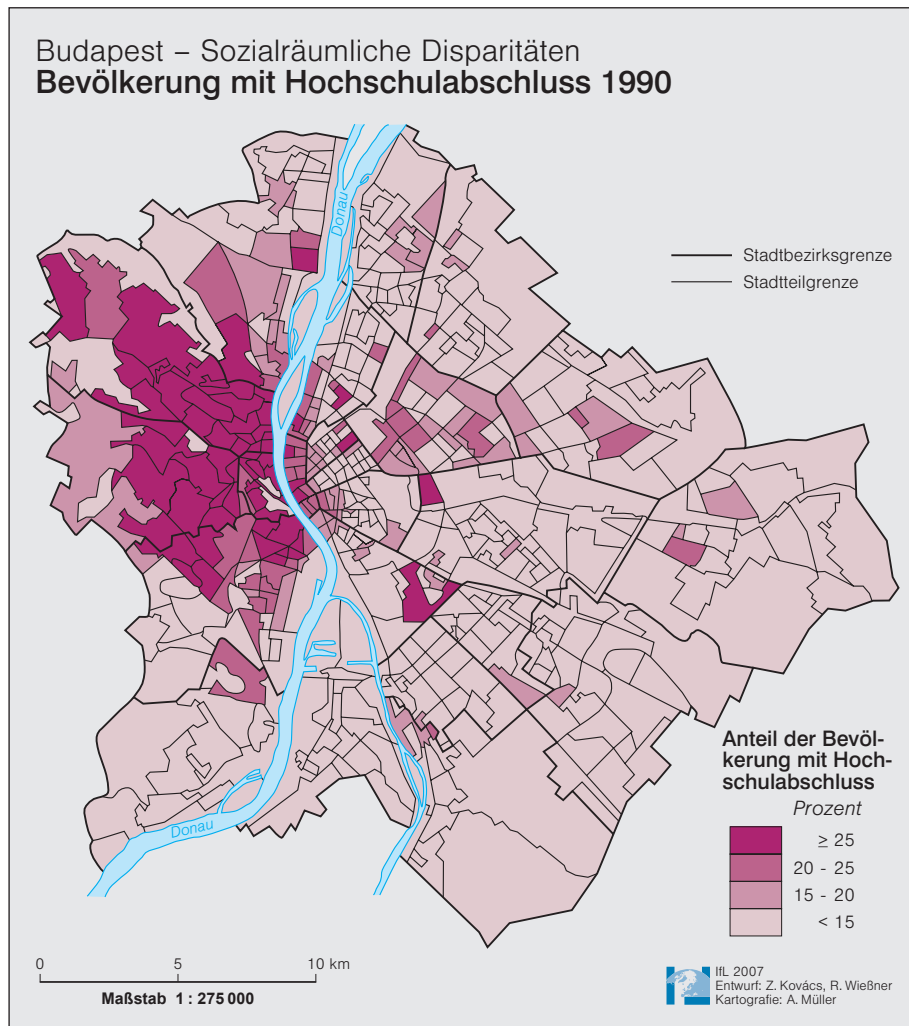 Budapest – Sozialräumliche Disparitäten
Bevölkerung mit Hochschulabschluss 1990
Donau
Stadtbezirksgrenze
Stadtteilgrenze
Donau
Anteil der Bevöl-
kerung mit Hoch-
schulabschluss
Prozent
≥ 25
20 - 25
15 - 20
< 15
0 5 10 km
Maßstab 1 : 275 000
IfL 2007
Entwurf: Z. Kovács, R. Wießner
Kartografie: A. Müller